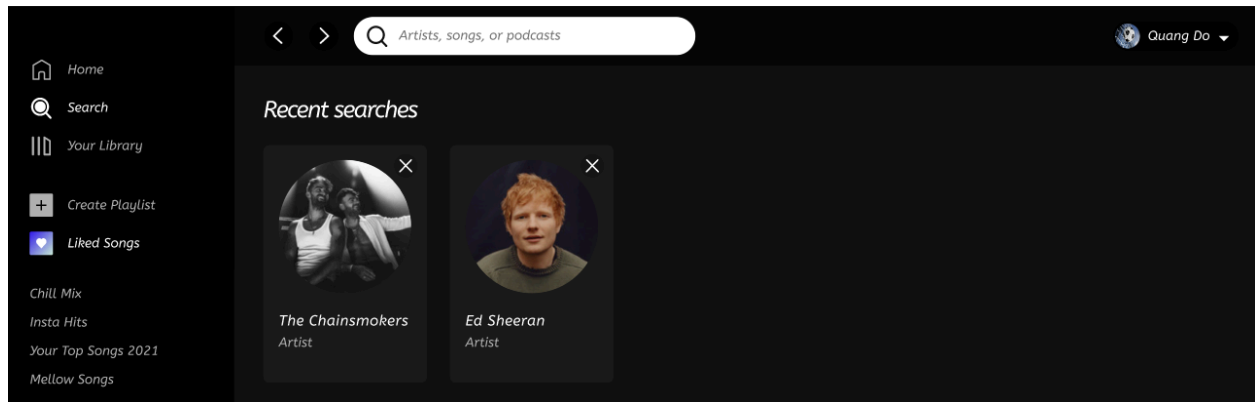 Artists, songs, or podcasts
Quang Do
Home
Search
Your Library
Create Playlist
Liked Songs
Chill Mix
Insta Hits
Your Top Songs 2021
Mellow Songs
Recent searches
The Chainsmokers
Artist
Ed Sheeran
Artist